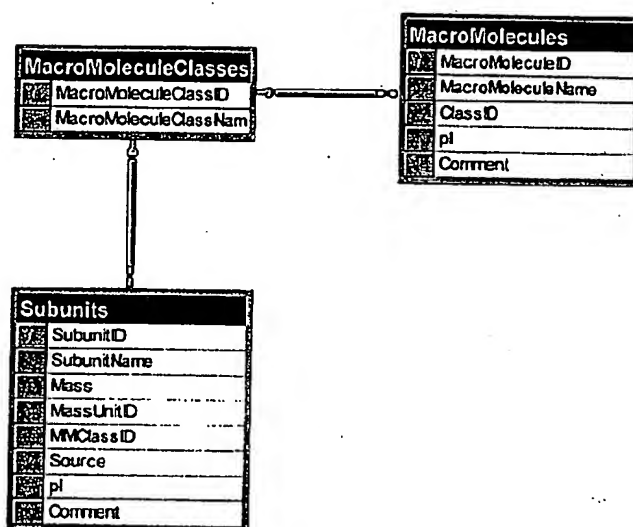 MacroMoleculeClasses
MacroMoleculeClassID
MacroMoleculeClassNam
MacroMolecules
MacroMoleculeID
MacroMoleculeName
ClassID
pI
Comment
Subunits
SubunitID
SubunitName
Mass
MassUnitID
MMClassID
Source
pI
Comment